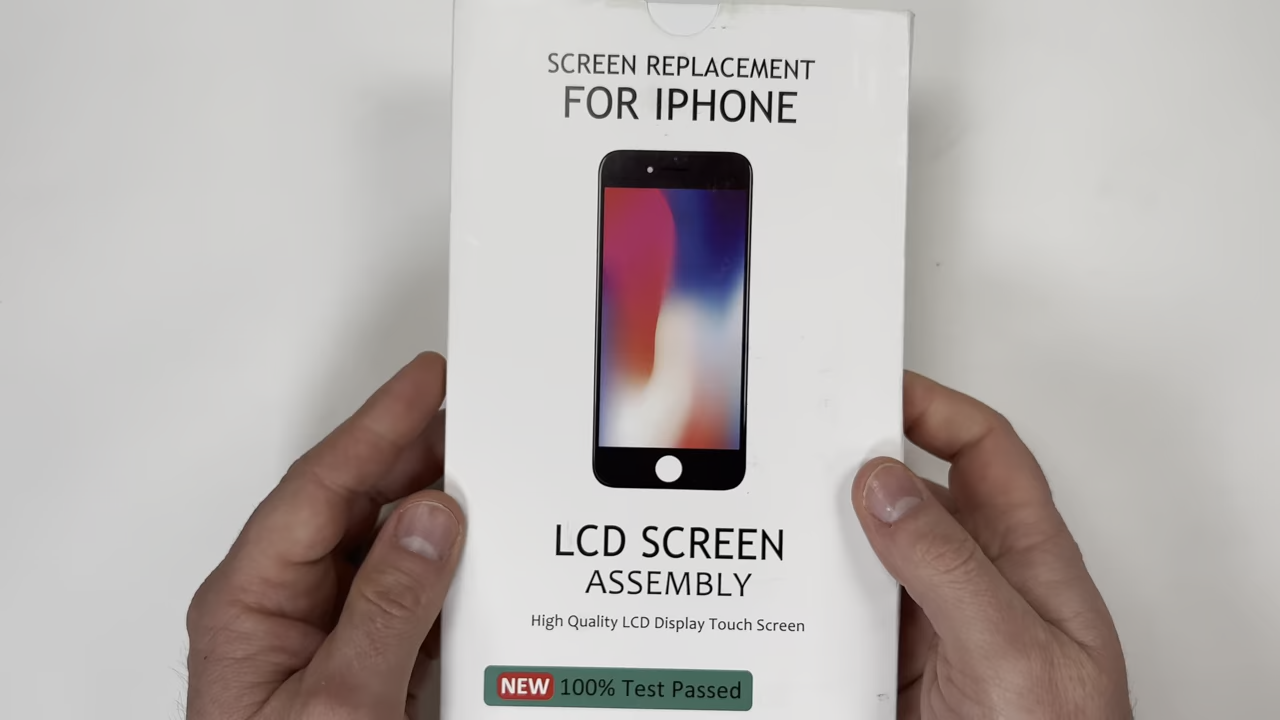 SCREEN REPLACEMENT
FOR IPHONE
LCD SCREEN
ASSEMBLY
High Quality LCD Display Touch Screen
NEW 100% Test Passed